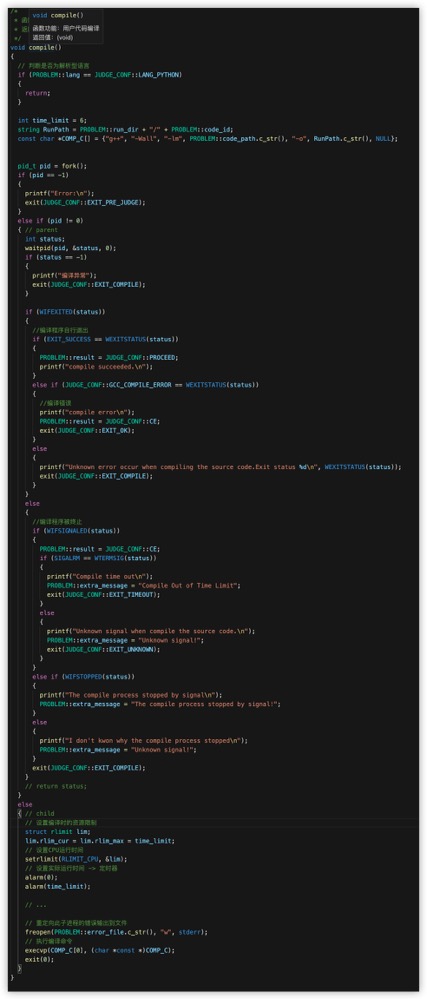 /*
void compile()
* 函
函数功能: 用户代码编译
* 返
返回值: (void)
*/
void compile()
{
// 判断是否为解析型语言
if (PROBLEM::lang == JUDGE_CONF::LANG_PYTHON)
{
return;
}
int time_limit = 6;
string RunPath = PROBLEM::run_dir + "/" + PROBLEM::code_id;
const char *COMP_C[] = {"g++", "-Wall", "-lm", PROBLEM::code_path.c_str(), "-o", RunPath.c_str(), NULL};
pid_t pid = fork();
if (pid == -1)
{
printf("Error:\n");
exit(JUDGE_CONF::EXIT_PRE_JUDGE);
}
else if (pid != 0)
{ // parent
int status;
waitpid(pid, &status, 0);
if (status == -1)
{
printf("编译异常");
exit(JUDGE_CONF::EXIT_COMPILE);
}
if (WIFEXITED(status))
{
//编译程序自行退出
if (EXIT_SUCCESS == WEXITSTATUS(status))
{
PROBLEM::result = JUDGE_CONF::PROCEED;
printf("compile succeeded.\n");
}
else if (JUDGE_CONF::GCC_COMPILE_ERROR == WEXITSTATUS(status))
{
//编译错误
printf("compile error\n");
PROBLEM::result = JUDGE_CONF::CE;
exit(JUDGE_CONF::EXIT_OK);
}
else
{
printf("Unknown error occur when compiling the source code.Exit status %d\n", WEXITSTATUS(status));
exit(JUDGE_CONF::EXIT_COMPILE);
}
}
else
{
//编译程序被终止
if (WIFSIGNALED(status))
{
PROBLEM::result = JUDGE_CONF::CE;
if (SIGALRM == WTERMSIG(status))
{
printf("Compile time out\n");
PROBLEM::extra_message = "Compile Out of Time Limit";
exit(JUDGE_CONF::EXIT_TIMEOUT);
}
else
{
printf("Unknown signal when compile the source code.\n");
PROBLEM::extra_message = "Unknown signal!";
exit(JUDGE_CONF::EXIT_UNKNOWN);
}
}
else if (WIFSTOPPED(status))
{
printf("The compile process stopped by signal\n");
PROBLEM::extra_message = "The compile process stopped by signal!";
}
else
{
printf("I don't kwon why the compile process stopped\n");
PROBLEM::extra_message = "Unknown signal!";
}
exit(JUDGE_CONF::EXIT_COMPILE);
}
// return status;
}
else
{ // child
// 设置编译时的资源限制
struct rlimit lim;
lim.rlim_cur = lim.rlim_max = time_limit;
// 设置CPU运行时间
setrlimit(RLIMIT_CPU, &lim);
// 设置实际运行时间 -> 定时器
alarm(0);
alarm(time_limit);
// ...
// 重定向此子进程的错误输出到文件
freopen(PROBLEM::error_file.c_str(), "w", stderr);
// 执行编译命令
execvp(COMP_C[0], (char *const *)COMP_C);
exit(0);
}
}